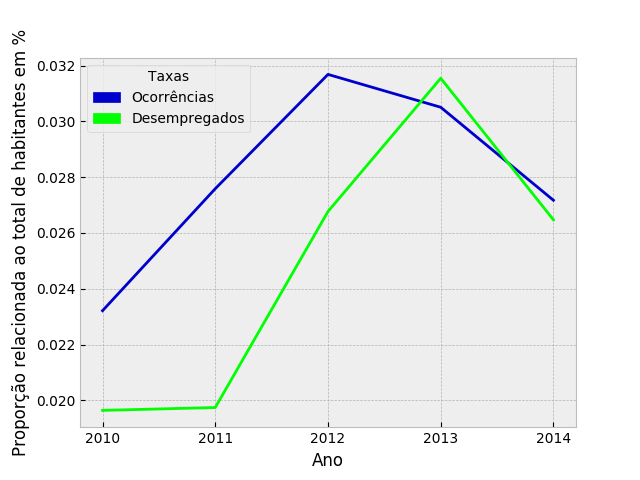 Proporção relacionada ao total de habitantes em %
0.032
0.030
0.028
0.026
0.024
0.022
0.020
Taxas
Ocorrências
Desempregados
2010 2011 2012 2013 2014
Ano